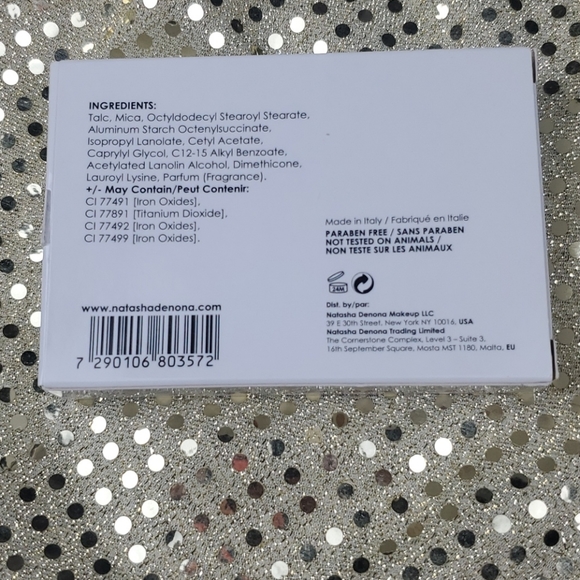 INGREDIENTS:
Talc, Mica, Octyldodecyl Stearoyl Stearate,
Aluminum Starch Octenylsuccinate,
Isopropyl Lanolate, Cetyl Acetate,
Caprylyl Glycol, C12-15 Alkyl Benzoate,
Acetylated Lanolin Alcohol, Dimethicone,
Lauroyl Lysine, Parfum (Fragrance).
+/- May Contain/Peut Contenir:
CI 77491 [Iron Oxides],
CI 77891 [Titanium Dioxide],
CI 77492 [Iron Oxides],
CI 77499 [Iron Oxides].
www.natashadenona.com
7 290106 803572
Made in Italy / Fabriqué en Italie
PARABEN FREE / SANS PARABEN
NOT TESTED ON ANIMALS /
NON TESTE SUR LES ANIMAUX
24M
Dist. by/par:
Natasha Denona Makeup LLC
39 E 30th Street, New York NY 10016, USA
Natasha Denona Trading Limited
The Cornerstone Complex, Level 3 – Suite 3,
16th September Square, Mosta MST 1180, Malta, EU